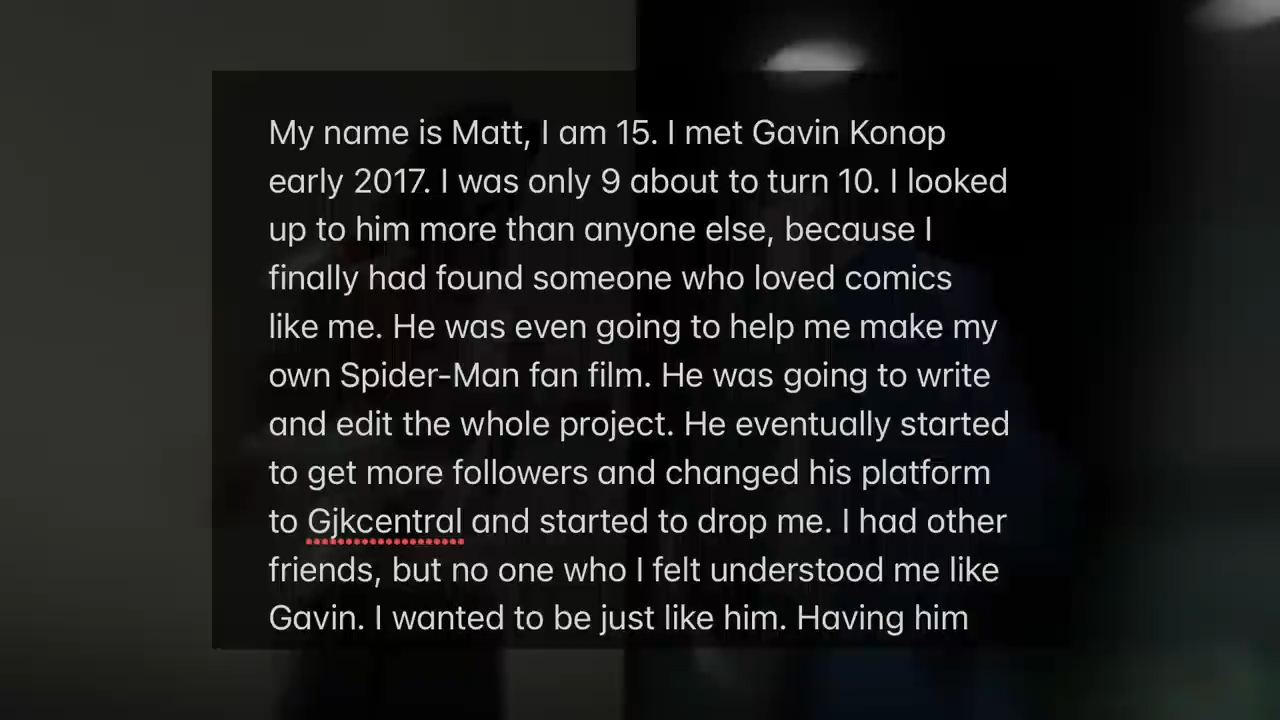 My name is Matt, I am 15. I met Gavin Konop
early 2017. I was only 9 about to turn 10. I looked
up to him more than anyone else, because I
finally had found someone who loved comics
like me. He was even going to help me make my
own Spider-Man fan film. He was going to write
and edit the whole project. He eventually started
to get more followers and changed his platform
to Gjkcentral and started to drop me. I had other
friends, but no one who I felt understood me like
Gavin. I wanted to be just like him. Having him